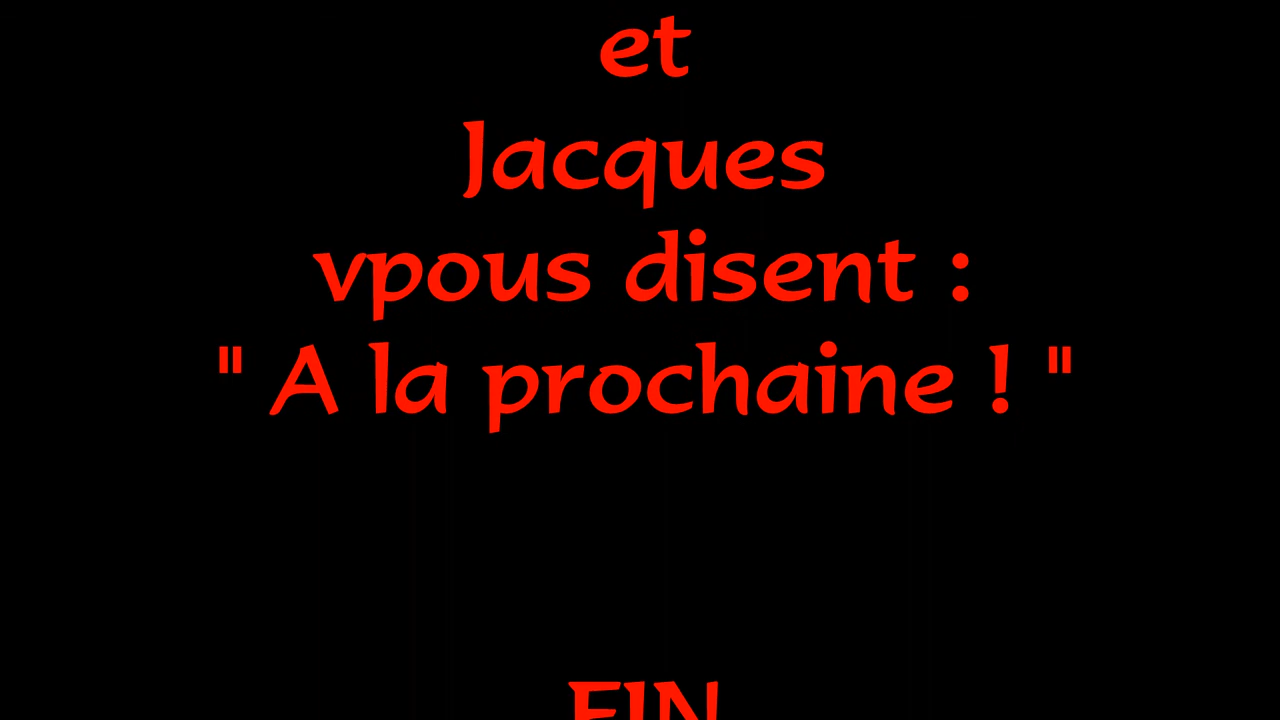 et
Jacques
vpous disent :
" A la prochaine ! "
FIN